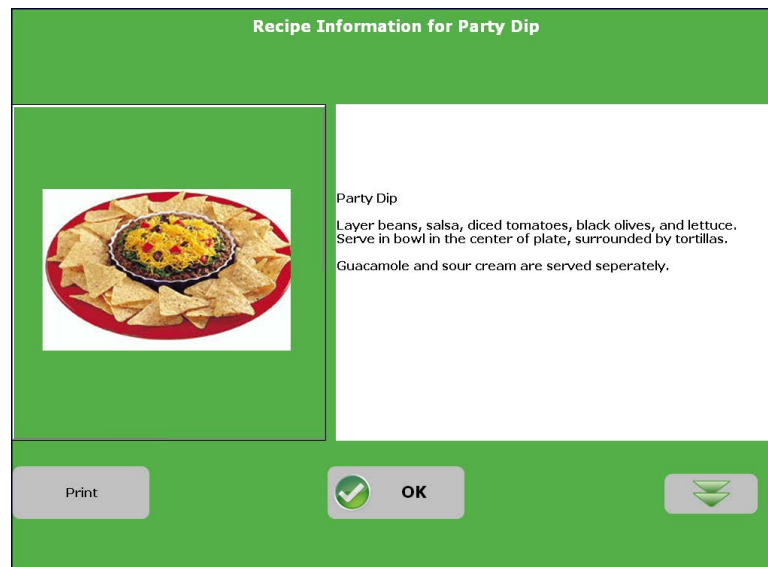 Recipe Information for Party Dip
Party Dip
Layer beans, salsa, diced tomatoes, black olives, and lettuce.
Serve in bowl in the center of plate, surrounded by tortillas.
Guacamole and sour cream are served seperately.
Print
OK